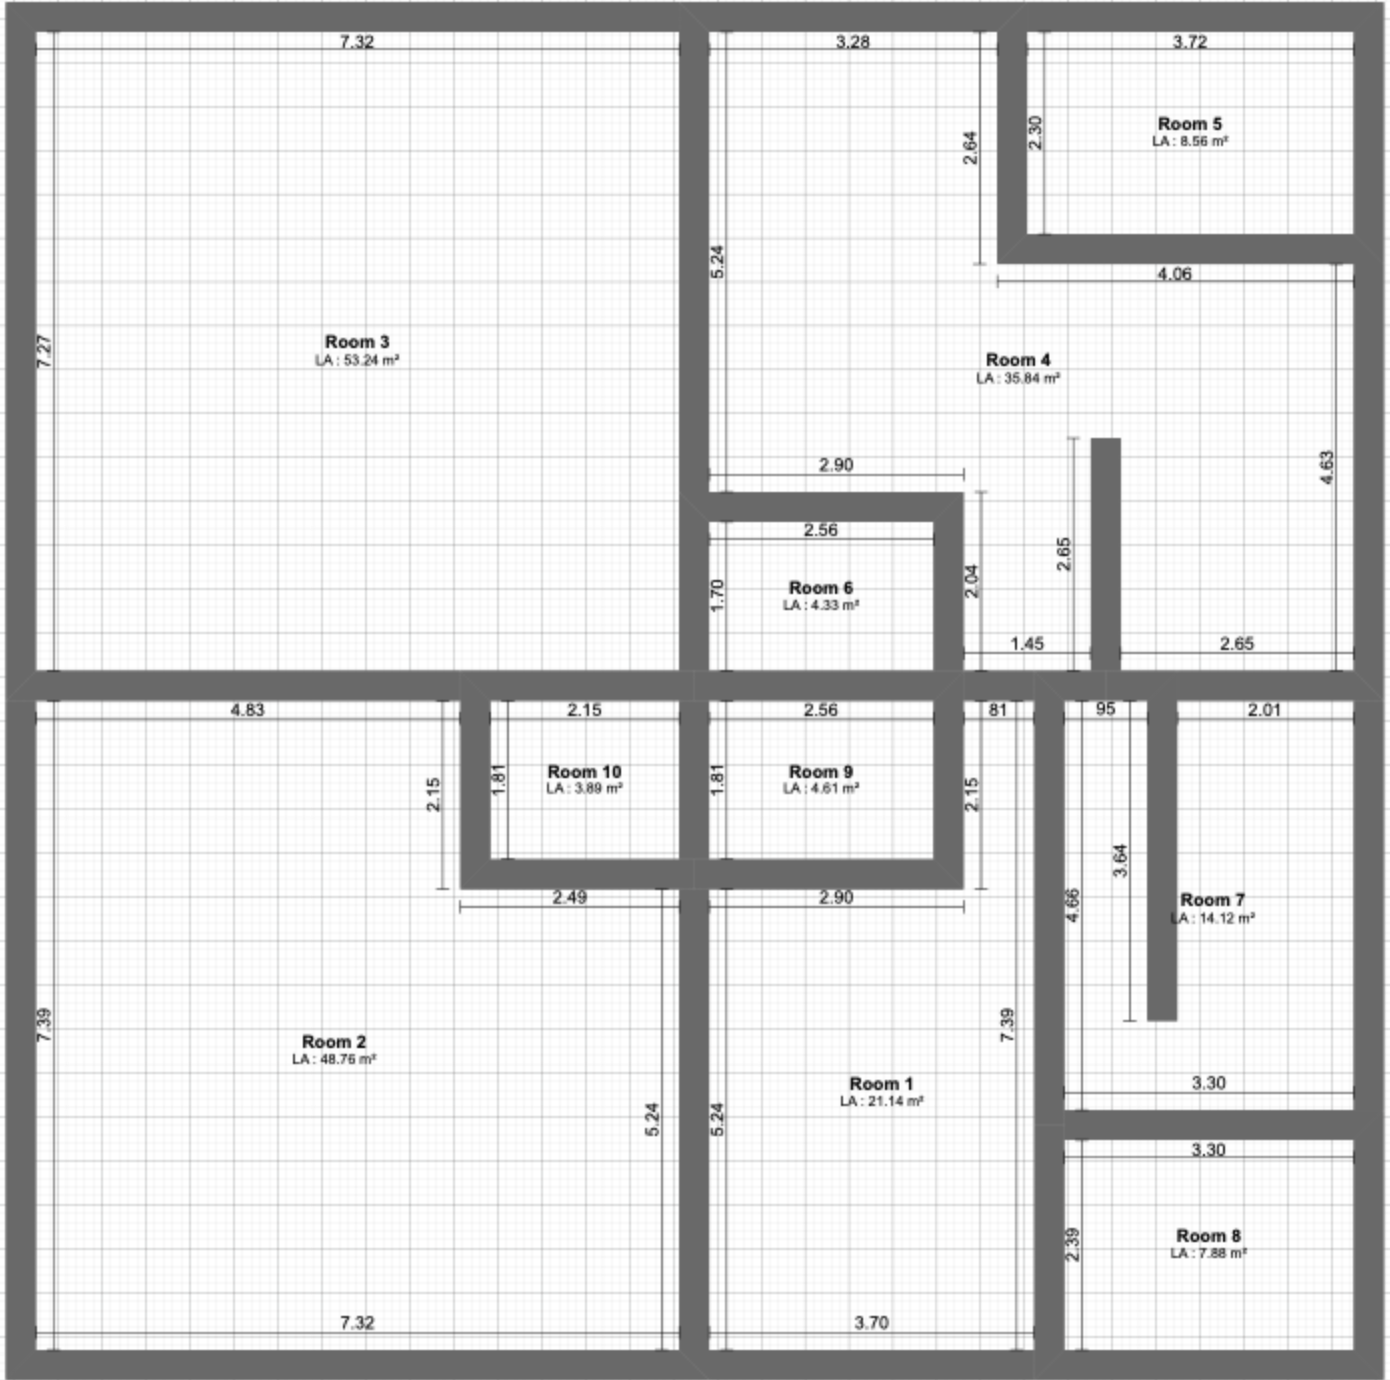 7.32
3.28
3.72
2.30
Room 5
LA : 8.56 m²
2.64
5.24
4.06
7.27
Room 3
LA : 53.24 m²
Room 4
LA : 35.84 m²
2.90
4.63
2.56
2.65
1.70
Room 6
LA : 4.33 m²
2.04
1.45
2.65
4.83
2.15
2.56
81
95
2.01
2.15
1.81
Room 10
LA : 3.89 m²
1.81
Room 9
LA : 4.61 m²
2.15
3.64
2.49
2.90
4.66
Room 7
LA : 14.12 m²
7.39
Room 2
LA : 48.76 m²
7.39
Room 1
LA : 21.14 m²
3.30
5.24
5.24
3.30
2.39
Room 8
LA : 7.88 m²
7.32
3.70